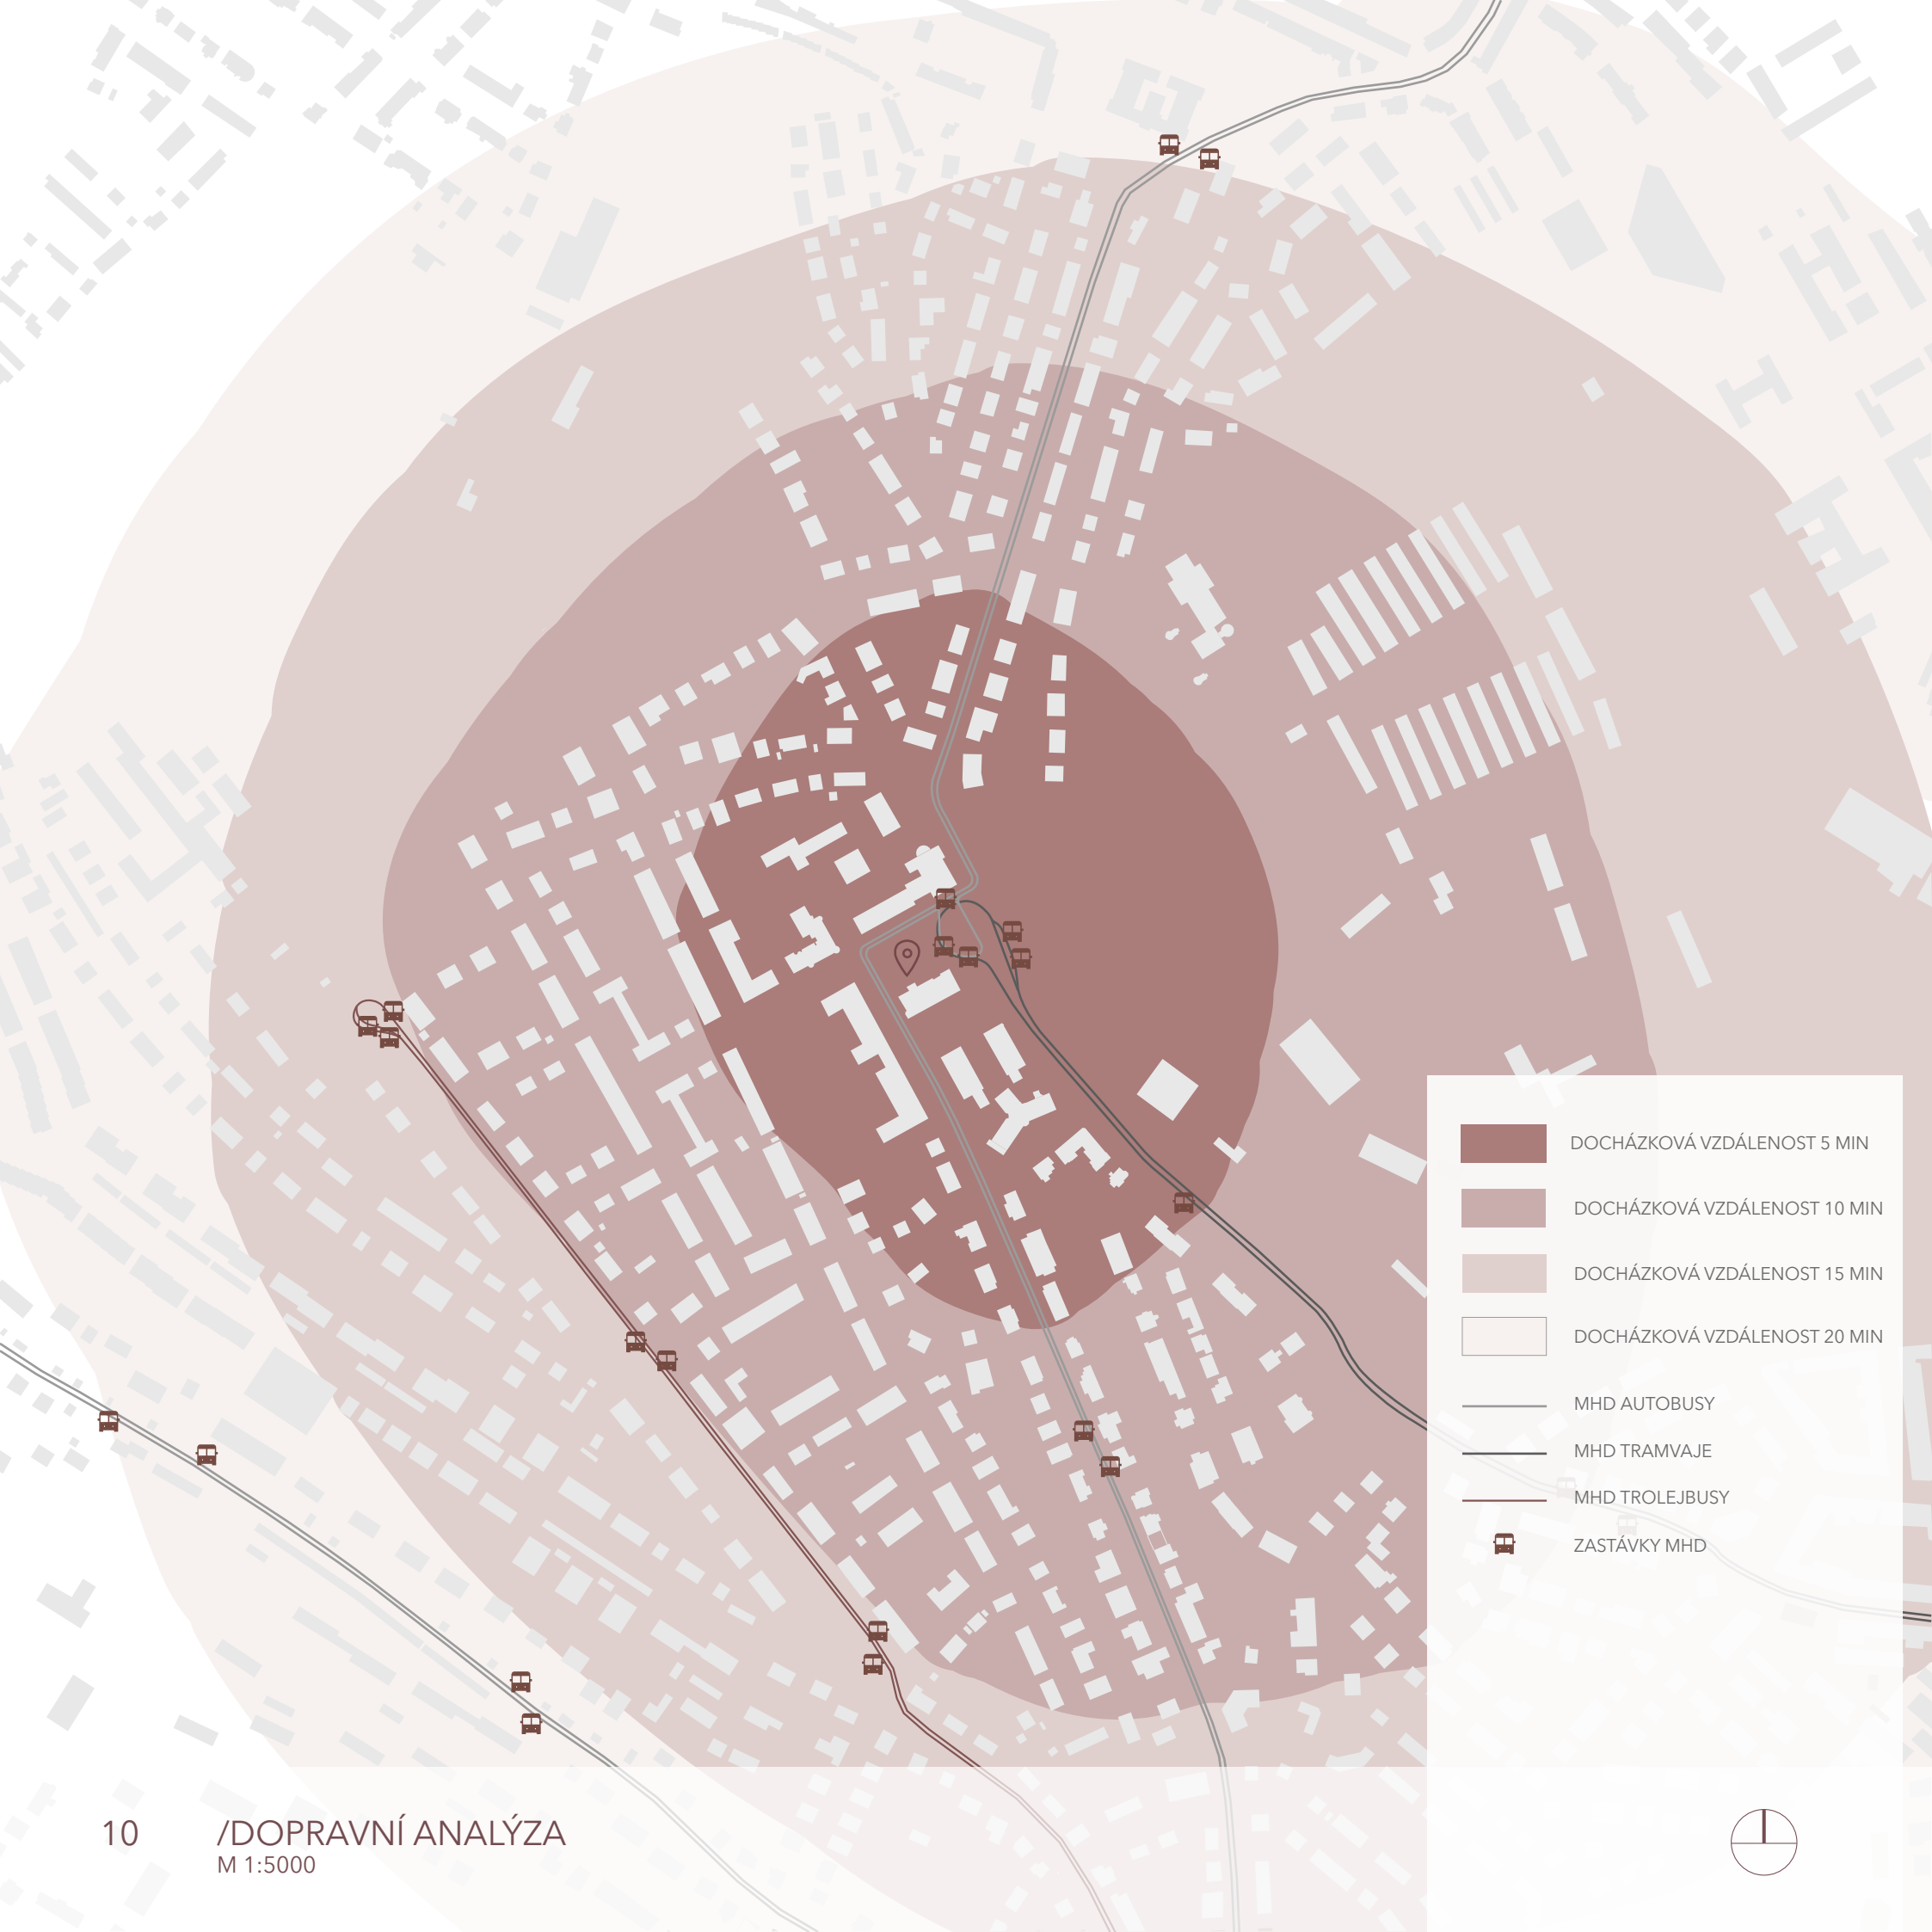 DOCHÁZKOVÁ VZDÁLENOST 5 MIN
DOCHÁZKOVÁ VZDÁLENOST 10 MIN
DOCHÁZKOVÁ VZDÁLENOST 15 MIN
DOCHÁZKOVÁ VZDÁLENOST 20 MIN
MHD AUTOBUSY
MHD TRAMVAJE
MHD TROLEJBUSY
ZASTÁVKY MHD
10 /DOPRAVNÍ ANALÝZA
M 1:5000